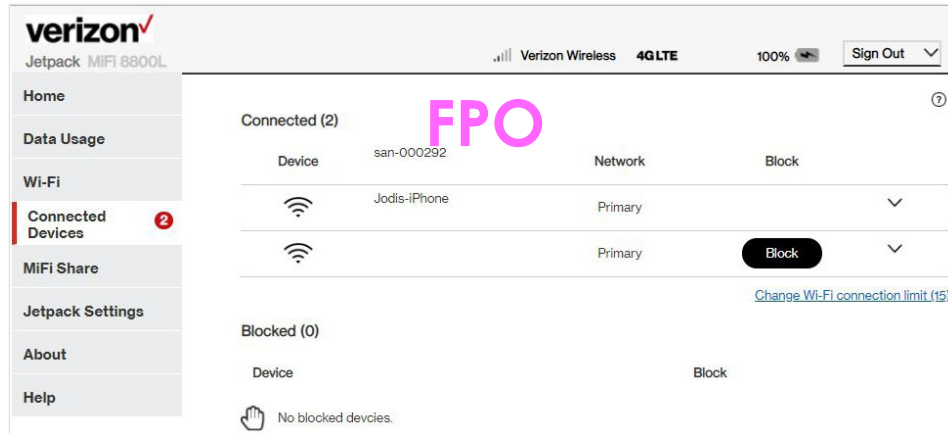 verizon
Jetpack MiFi 8800L
Verizon Wireless 4G LTE 100% Sign Out
Home
Data Usage
Wi-Fi
Connected Devices 2
MiFi Share
Jetpack Settings
About
Help
FPO
Connected (2)
Device san-000292 Network Block
Jodis-iPhone Primary
Primary Block
Change Wi-Fi connection limit (15)
Blocked (0)
Device Block
No blocked devcies.